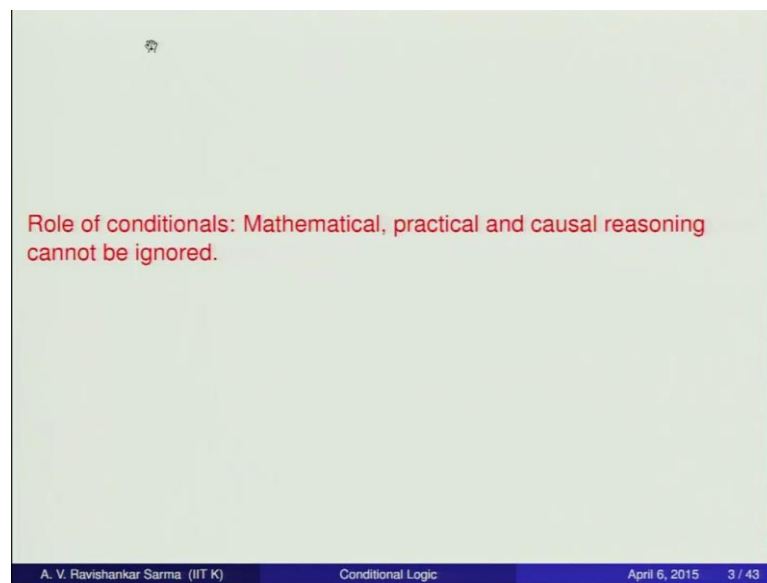 Role of conditionals: Mathematical, practical and causal reasoning
cannot be ignored.
A. V. Ravishankar Sarma (IIT K) Conditional Logic April 6, 2015 3 / 43